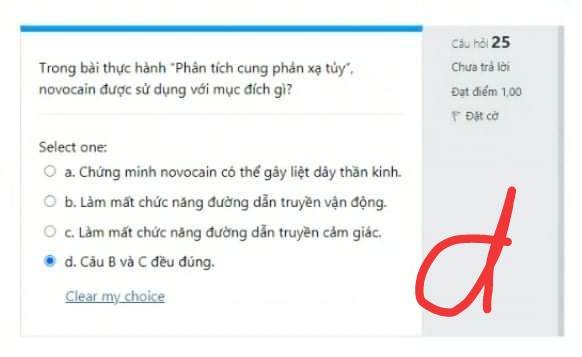 Trong bài thực hành "Phân tích cung phản xạ tủy",
novocain được sử dụng với mục đích gì?
Select one:
a. Chứng minh novocain có thể gây liệt dây thần kinh.
b. Làm mất chức năng đường dẫn truyền vận động.
c. Làm mất chức năng đường dẫn truyền cảm giác.
d. Câu B và C đều đúng.
Clear my choice
Câu hỏi 25
Chưa trả lời
Đạt điểm 1,00
Đặt cờ
d